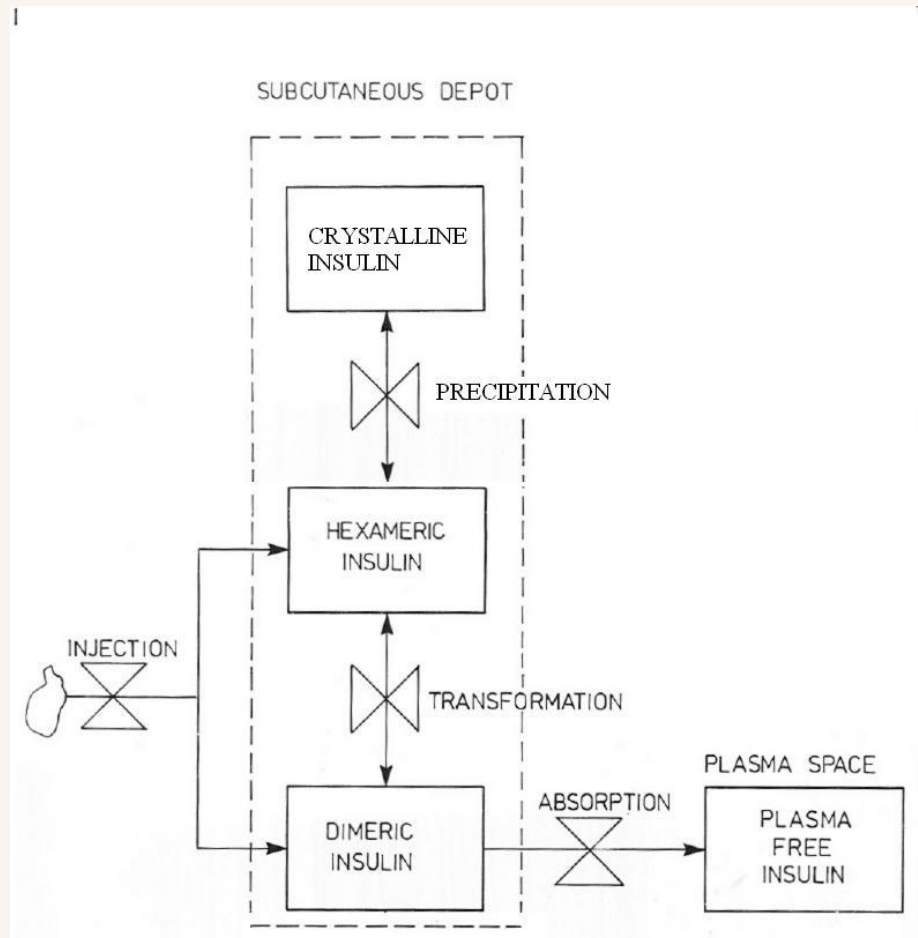 SUBCUTANEOUS DEPOT
CRYSTALLINE
INSULIN
PRECIPITATION
HEXAMERIC
INSULIN
INJECTION
TRANSFORMATION
DIMERIC
INSULIN
ABSORPTION
PLASMA SPACE
PLASMA
FREE
INSULIN